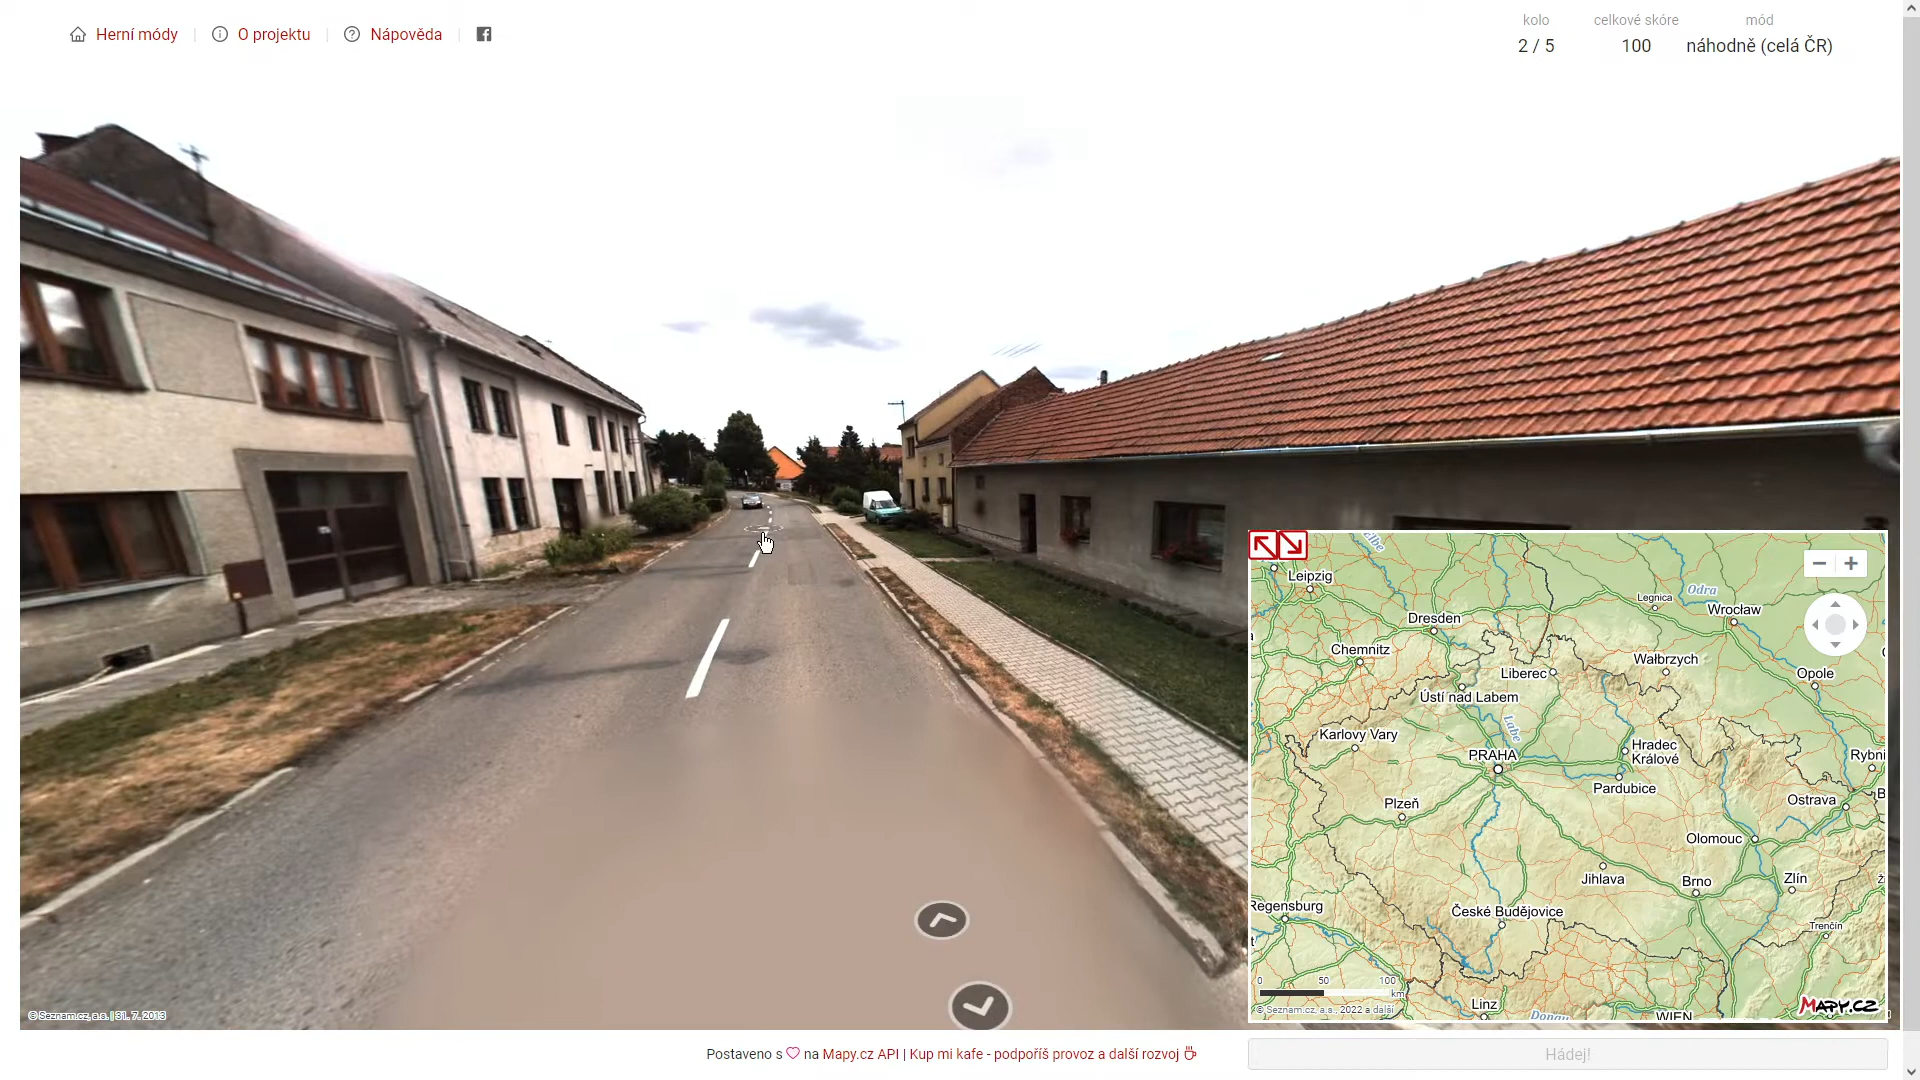 Herní módy
O projektu
Nápověda
kolo
2 / 5
celkové skóre
100
mód
náhodně (celá ČR)
Leipzig
Dresden
Chemnitz
Legnica
Odra
Wrocław
Wałbrzych
Opole
Liberec
Ústí nad Labem
Labe
Karlovy Vary
PRAHA
Hradec
Králové
Pardubice
Rybni
Plzeň
Ostrava
Olomouc
Jihlava
Brno
Zlín
Regensburg
České Budějovice
Trenčín
0 50 100
km
Linz
WIEN
© Seznam.cz, a.s., 2022 a další
Mapy.cz
© Seznam.cz, a.s. | 31. 7. 2013
Postaveno s na Mapy.cz API | Kup mi kafe - podpoříš provoz a další rozvoj
Hádej!